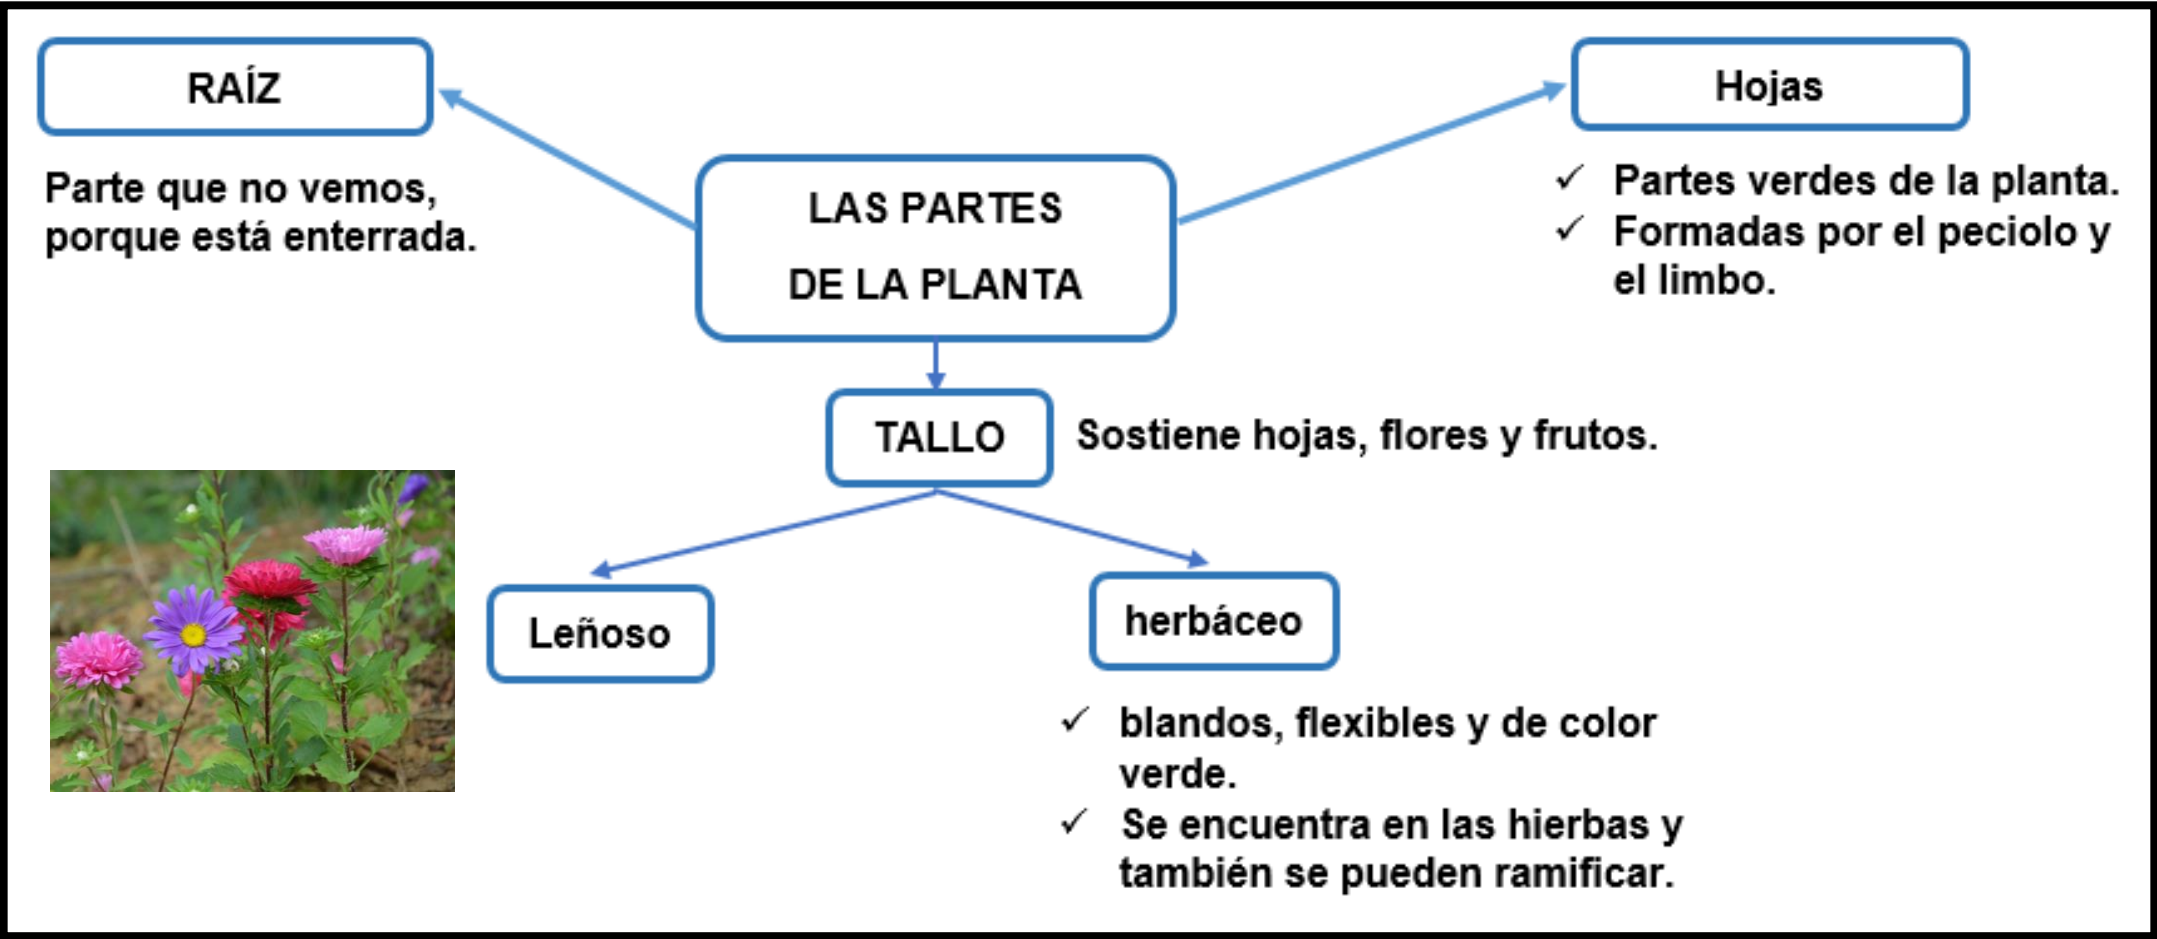 RAÍZ
Parte que no vemos,
porque está enterrada.
LAS PARTES
DE LA PLANTA
Hojas
✓ Partes verdes de la planta.
✓ Formadas por el peciolo y
el limbo.
TALLO
Sostiene hojas, flores y frutos.
Leñoso
herbáceo
✓ blandos, flexibles y de color
verde.
✓ Se encuentra en las hierbas y
también se pueden ramificar.